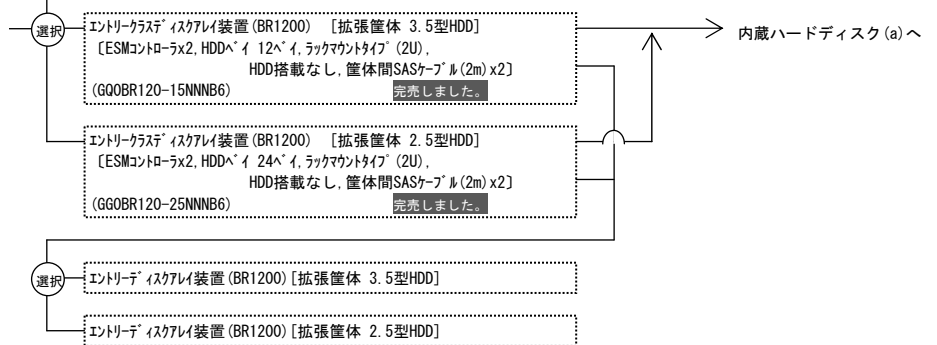 選択
ｴﾝﾄﾘｰｸﾗｽﾃﾞｨｽｸｱﾚｲ装置(BR1200) [拡張筐体 3.5型HDD]
〔ESMｺﾝﾄﾛｰﾗx2,HDDﾍﾞｲ 12ﾍﾞｲ,ﾗｯｸﾏｳﾝﾄﾀｲﾌﾟ(2U),
HDD搭載なし,筐体間SASｹｰﾌﾞﾙ(2m)x2〕
(GQOBR120-15NNNB6) 完売しました。
内蔵ハードディスク(a)へ
ｴﾝﾄﾘｰｸﾗｽﾃﾞｨｽｸｱﾚｲ装置(BR1200) [拡張筐体 2.5型HDD]
〔ESMｺﾝﾄﾛｰﾗx2,HDDﾍﾞｲ 24ﾍﾞｲ,ﾗｯｸﾏｳﾝﾄﾀｲﾌﾟ(2U),
HDD搭載なし,筐体間SASｹｰﾌﾞﾙ(2m)x2〕
(GGOBR120-25NNNB6) 完売しました。
選択
ｴﾝﾄﾘｰﾃﾞｨｽｸｱﾚｲ装置(BR1200)[拡張筐体 3.5型HDD]
ｴﾝﾄﾘｰﾃﾞｨｽｸｱﾚｲ装置(BR1200)[拡張筐体 2.5型HDD]